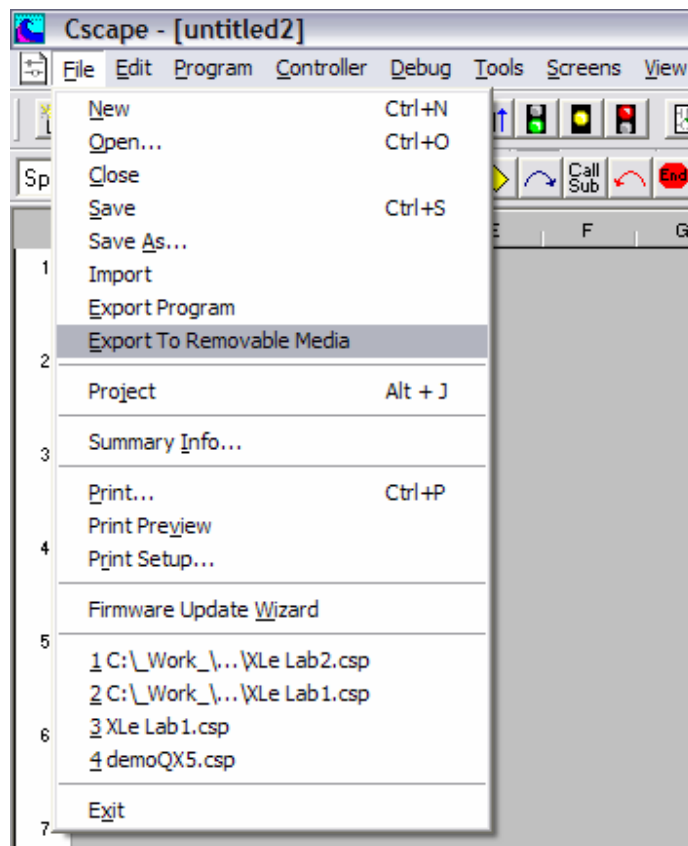 Cscape - [untitled2]
File Edit Program Controller Debug Tools Screens View
New Ctrl+N
Open... Ctrl+O
Close
Save Ctrl+S
Save As...
Import
Export Program
Export To Removable Media
Project Alt + J
Summary Info...
Print... Ctrl+P
Print Preview
Print Setup...
Firmware Update Wizard
1 C:\_Work_\...\XLe Lab2.csp
2 C:\_Work_\...\XLe Lab1.csp
3 XLe Lab1.csp
4 demoQX5.csp
Exit
Sp
Call Sub
End
E F G
1
2
3
4
5
6
7